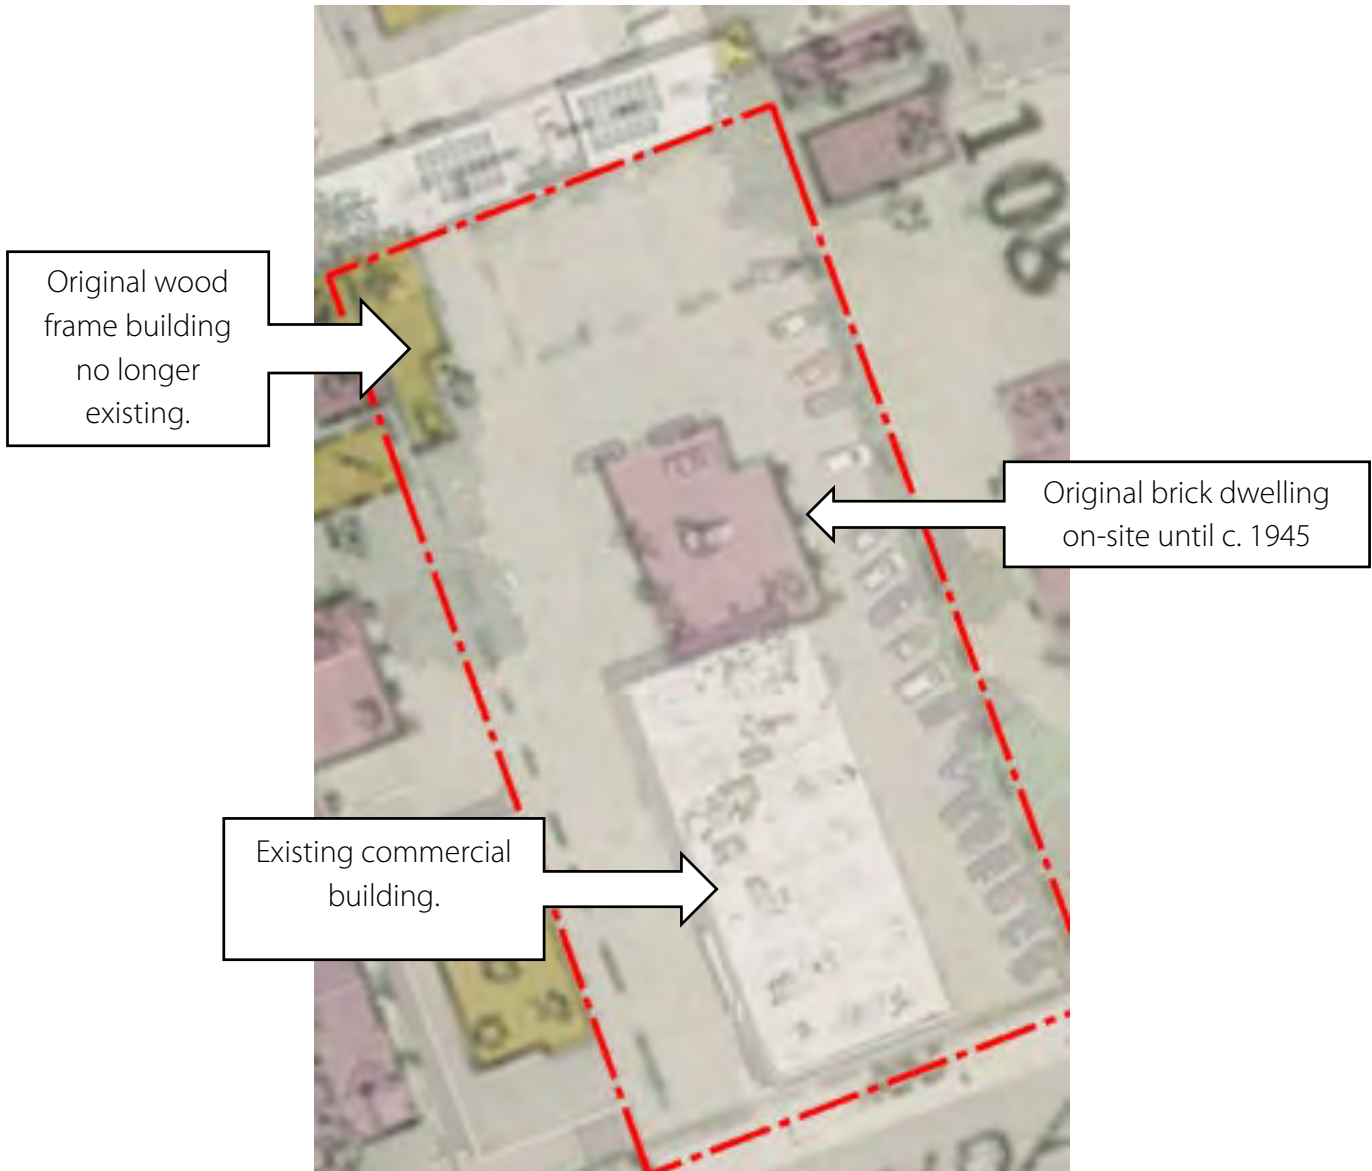 108
Original wood
frame building
no longer
existing.
Original brick dwelling
on-site until c. 1945
Existing commercial
building.